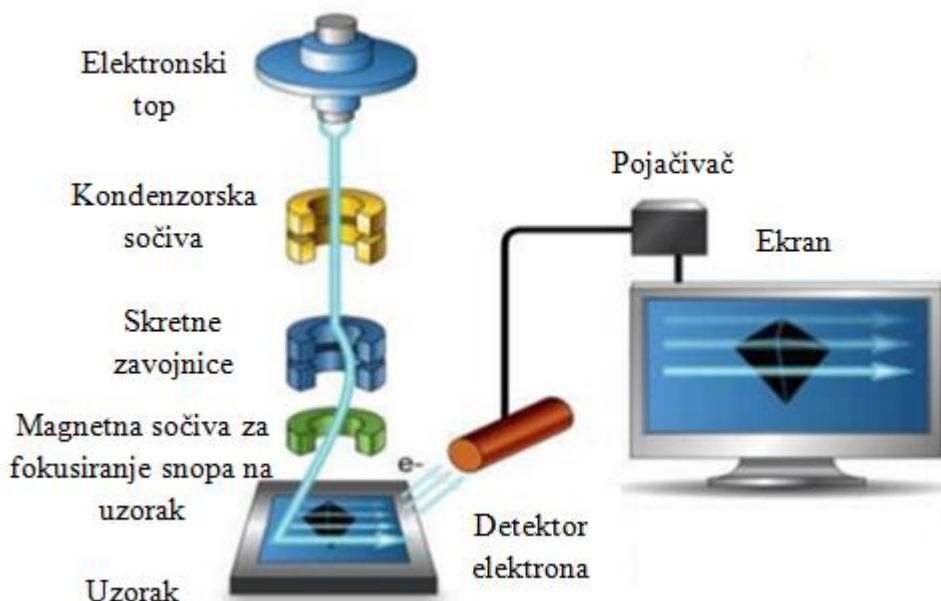 Elektronski
top
Kondenzorska
sočiva
Skretne
zavojnice
Magnetna sočiva za
fokusiranje snopa na
uzorak
Uzorak
e-
Detektor
elektrona
Pojačivač
Ekran